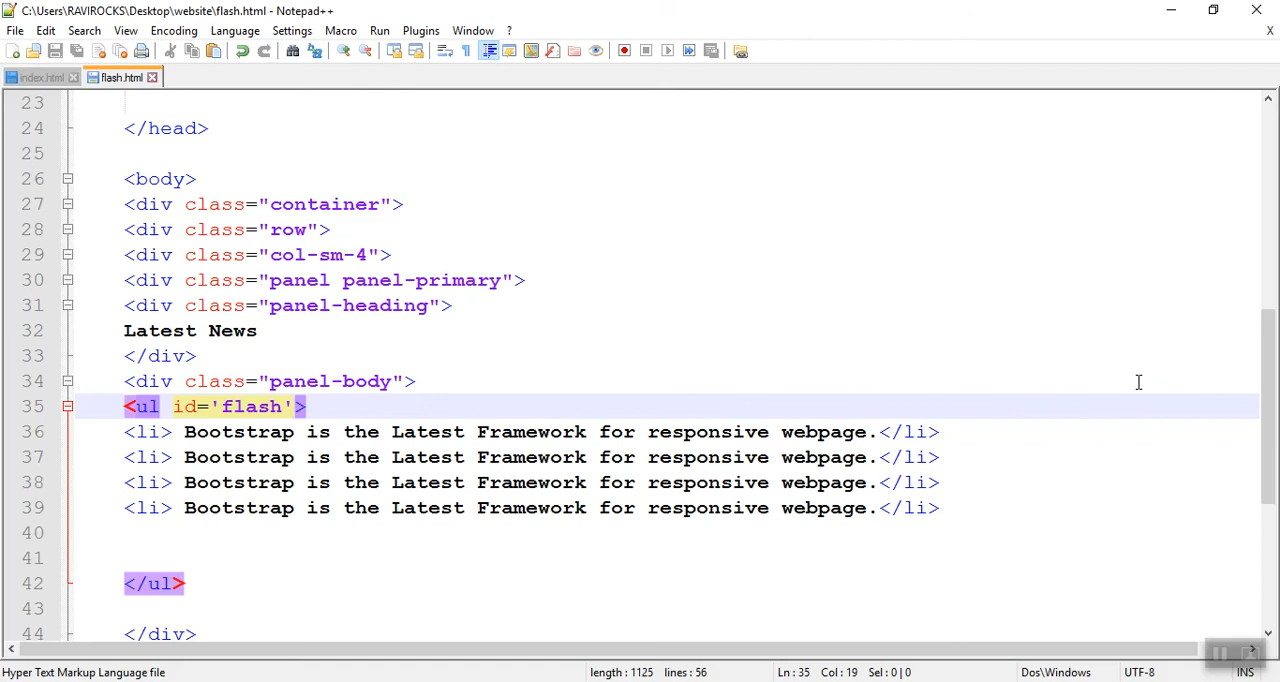 C:\Users\RAVIROCKS\Desktop\website\flash.html - Notepad++
File Edit Search View Encoding Language Settings Macro Run Plugins Window ? X
index.html flash.html
23
24 </head>
25
26 <body>
27 <div class="container">
28 <div class="row">
29 <div class="col-sm-4">
30 <div class="panel panel-primary">
31 <div class="panel-heading">
32 Latest News
33 </div>
34 <div class="panel-body">
35 <ul id='flash'>
36 <li> Bootstrap is the Latest Framework for responsive webpage.</li>
37 <li> Bootstrap is the Latest Framework for responsive webpage.</li>
38 <li> Bootstrap is the Latest Framework for responsive webpage.</li>
39 <li> Bootstrap is the Latest Framework for responsive webpage.</li>
40
41
42 </ul>
43
44 </div>
Hyper Text Markup Language file length : 1125 lines : 56 Ln : 35 Col : 19 Sel : 0 | 0 Dos\Windows UTF-8 INS